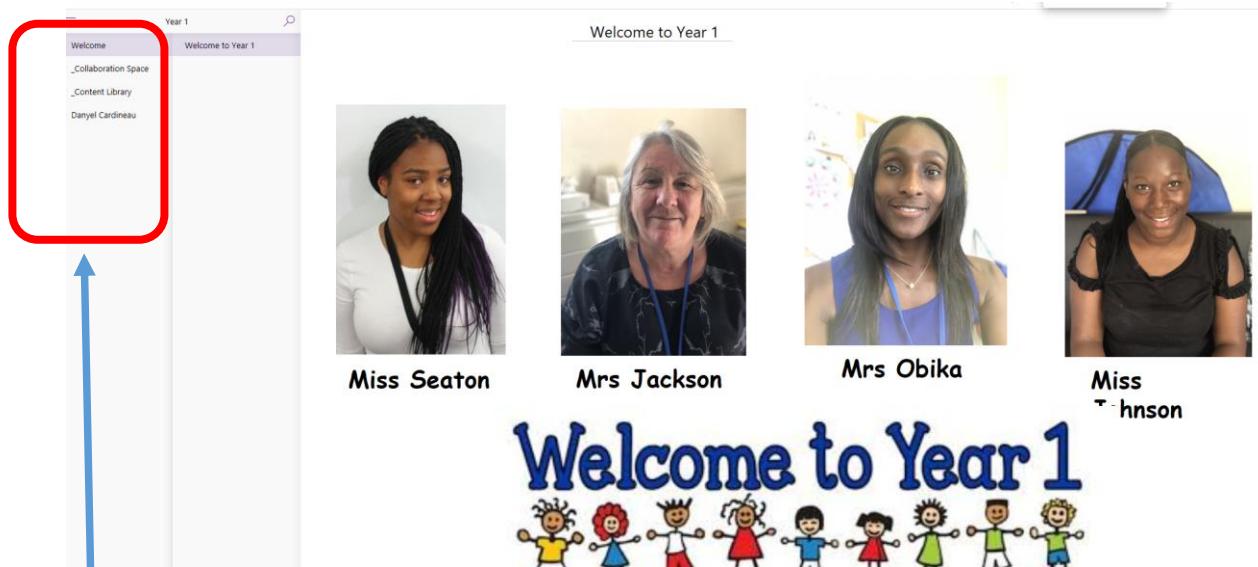 Year 1
Welcome
_Collaboration Space
_Content Library
Danyel Cardineau
Welcome to Year 1
Welcome to Year 1
Miss Seaton
Mrs Jackson
Mrs Obika
Miss
Johnson
Welcome to Year 1